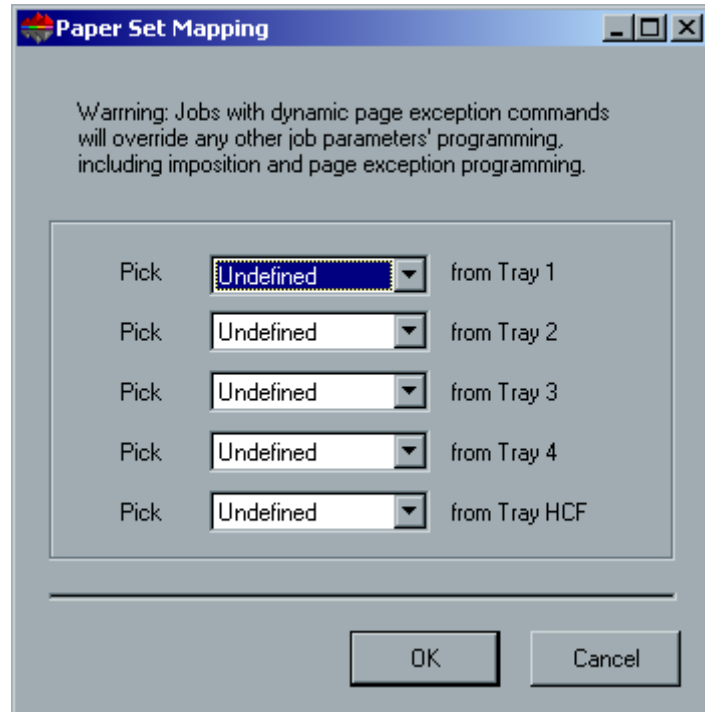 Paper Set Mapping
Warrning: Jobs with dynamic page exception commands
will override any other job parameters' programming,
including imposition and page exception programming.
Pick Undefined from Tray 1
Pick Undefined from Tray 2
Pick Undefined from Tray 3
Pick Undefined from Tray 4
Pick Undefined from Tray HCF
OK Cancel